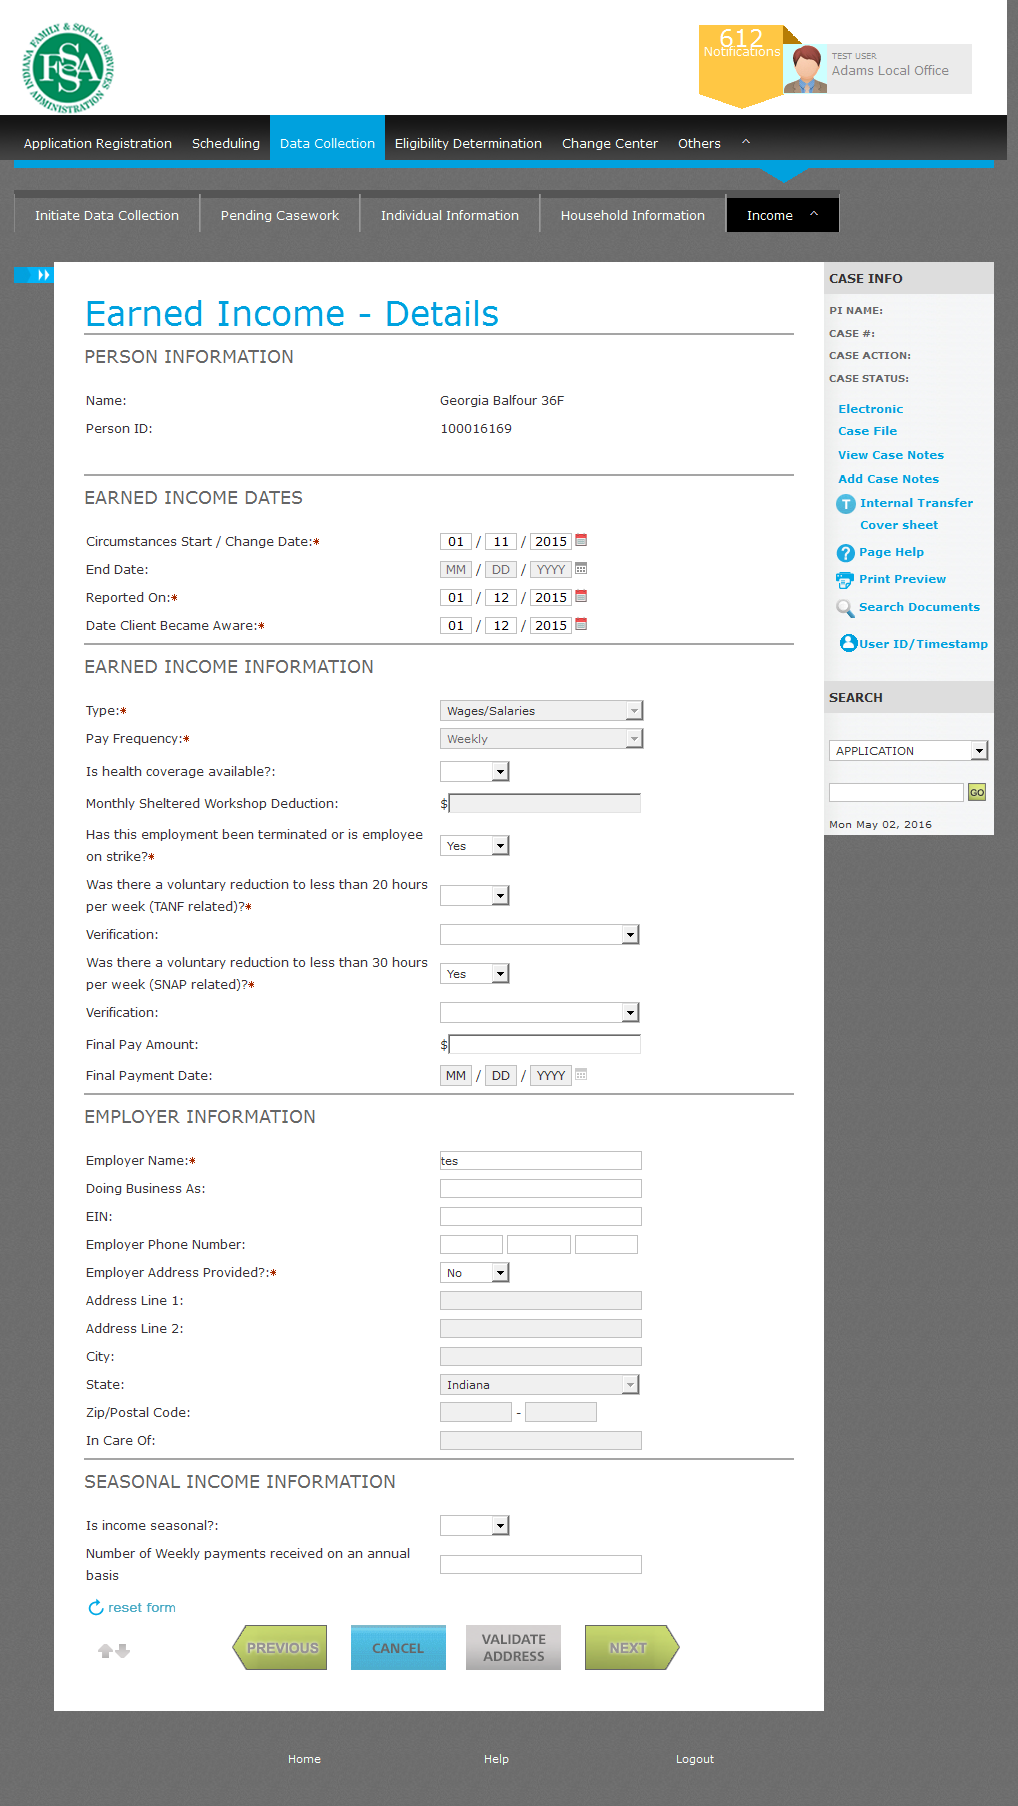 INDIANA FAMILY & SOCIAL SERVICES ADMINISTRATION
FSSA
612
Notifications
TEST USER
Adams Local Office
Application Registration Scheduling Data Collection Eligibility Determination Change Center Others
Initiate Data Collection Pending Casework Individual Information Household Information Income
Earned Income - Details
PERSON INFORMATION
Name: Georgia Balfour 36F
Person ID: 100016169
EARNED INCOME DATES
Circumstances Start / Change Date:* 01 / 11 / 2015
End Date: MM / DD / YYYY
Reported On:* 01 / 12 / 2015
Date Client Became Aware:* 01 / 12 / 2015
EARNED INCOME INFORMATION
Type:* Wages/Salaries
Pay Frequency:* Weekly
Is health coverage available?:
Monthly Sheltered Workshop Deduction: $
Has this employment been terminated or is employee
on strike?* Yes
Was there a voluntary reduction to less than 20 hours
per week (TANF related)?*
Verification:
Was there a voluntary reduction to less than 30 hours
per week (SNAP related)?* Yes
Verification:
Final Pay Amount: $
Final Payment Date: MM / DD / YYYY
EMPLOYER INFORMATION
Employer Name:* tes
Doing Business As:
EIN:
Employer Phone Number:
Employer Address Provided?:* No
Address Line 1:
Address Line 2:
City:
State: Indiana
Zip/Postal Code: -
In Care Of:
SEASONAL INCOME INFORMATION
Is income seasonal?:
Number of Weekly payments received on an annual
basis
reset form
PREVIOUS CANCEL VALIDATE ADDRESS NEXT
CASE INFO
PI NAME:
CASE #:
CASE ACTION:
CASE STATUS:
Electronic
Case File
View Case Notes
Add Case Notes
T Internal Transfer
Cover sheet
? Page Help
Print Preview
Search Documents
User ID/Timestamp
SEARCH
APPLICATION
GO
Mon May 02, 2016
Home Help Logout